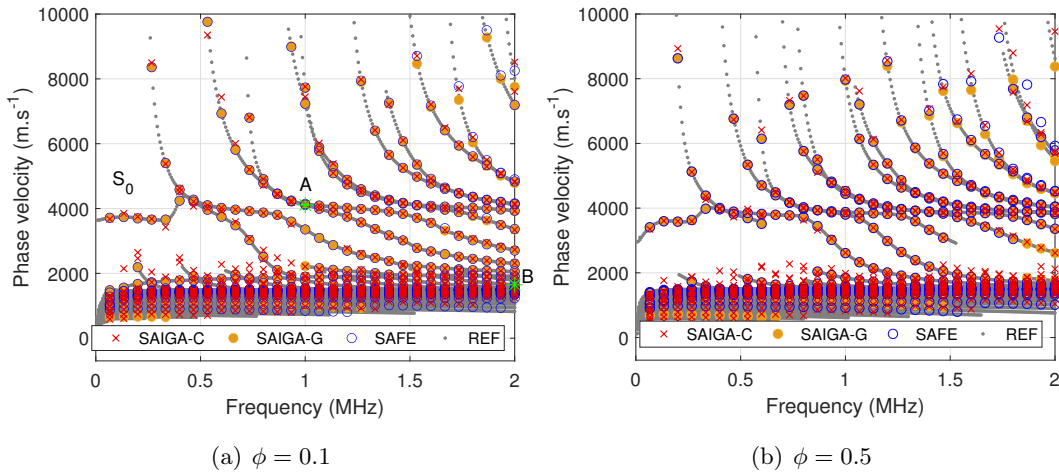 10000
8000
6000
4000
2000
0
Phase velocity (m.s⁻¹)
S₀
A
B
× SAIGA-C ● SAIGA-G ○ SAFE • REF
0 0.5 1 1.5 2
Frequency (MHz)
(a) ϕ = 0.1
10000
8000
6000
4000
2000
0
Phase velocity (m.s⁻¹)
× SAIGA-C ● SAIGA-G ○ SAFE • REF
0 0.5 1 1.5 2
Frequency (MHz)
(b) ϕ = 0.5